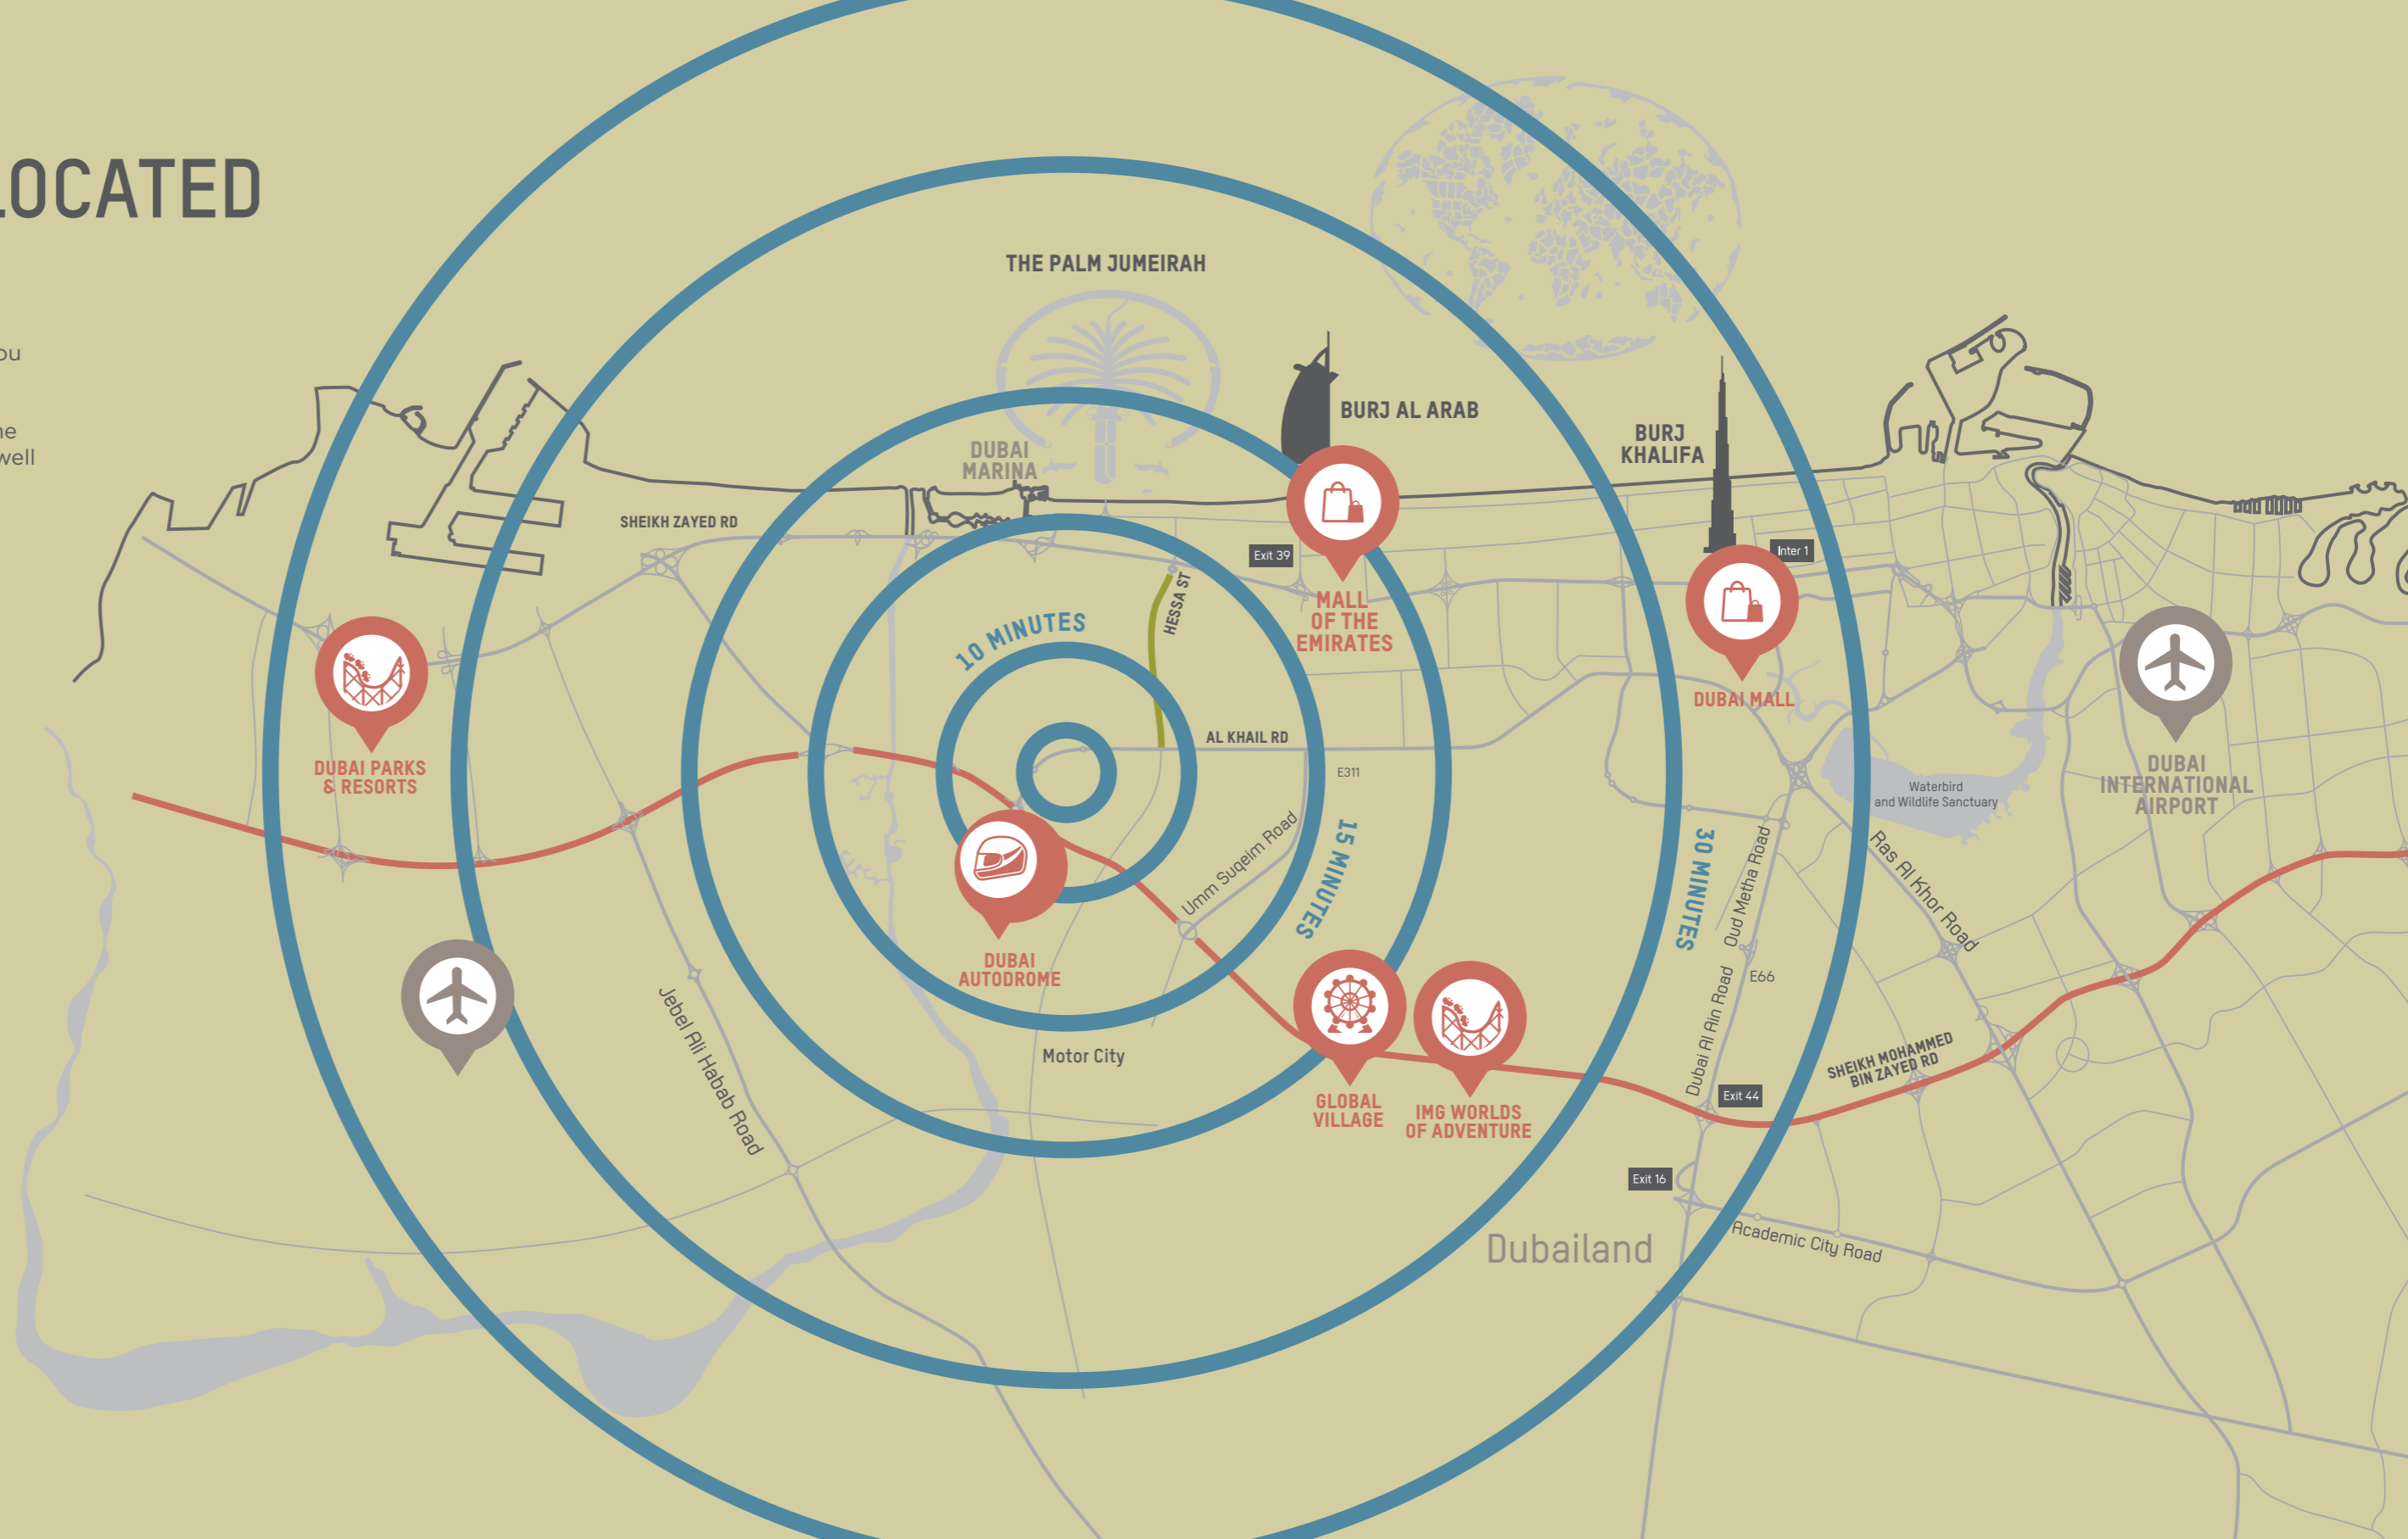 LOCATED
ou
ne
well
THE PALM JUMEIRAH
BURJ AL ARAB
BURJ
KHALIFA
DUBAI
MARINA
SHEIKH ZAYED RD
Exit 39
Inter 1
HESSA ST
10 MINUTES
MALL
OF THE
EMIRATES
DUBAI MALL
AL KHAIL RD
E311
DUBAI PARKS
& RESORTS
DUBAI
INTERNATIONAL
AIRPORT
Waterbird
and Wildlife Sanctuary
Umm Suqeim Road
15 MINUTES
30 MINUTES
Oud Metha Road
Ras Al Khor Road
DUBAI
AUTODROME
E66
Dubai Al Ain Road
Jebel Ali Habab Road
Motor City
SHEIKH MOHAMMED
BIN ZAYED RD
GLOBAL
VILLAGE
IMG WORLDS
OF ADVENTURE
Exit 44
Exit 16
Academic City Road
Dubailand